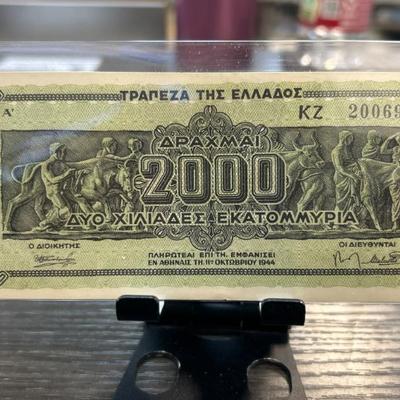 ΤΡΑΠΕΖΑ ΤΗΣ ΕΛΛΑΔΟΣ
Α' ΚΖ 20069
ΔΡΑΧΜΑΙ
2000
ΔΥΟ ΧΙΛΙΑΔΕΣ ΕΚΑΤΟΜΜΥΡΙΑ
Ο ΔΙΟΙΚΗΤΗΣ ΟΙ ΔΙΕΥΘΥΝΤΑΙ
ΠΛΗΡΩΤΕΑΙ ΕΠΙ ΤΗ ΕΜΦΑΝΙΣΕΙ
ΕΝ ΑΘΗΝΑΙΣ ΤΗ, 11Η ΟΚΤΩΒΡΙΟΥ 1944